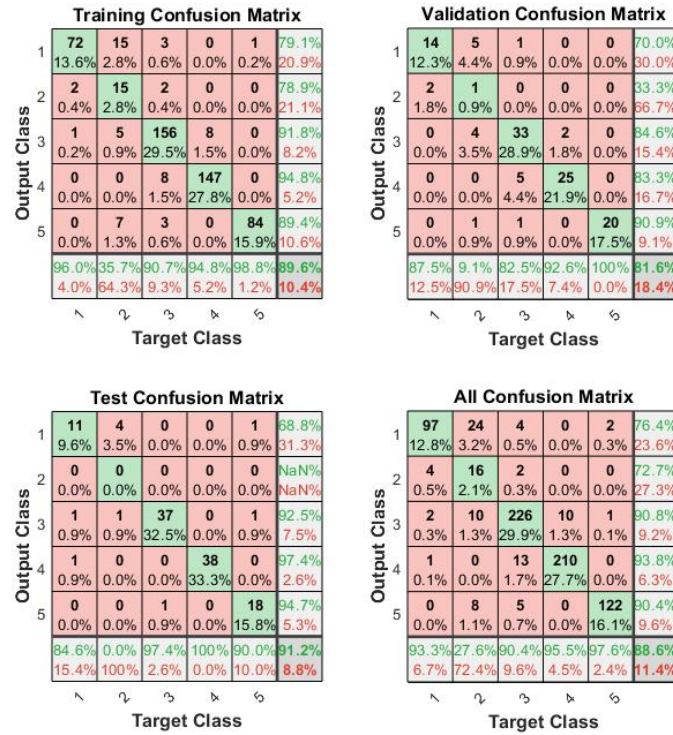 Training Confusion Matrix
1 72 15 3 0 1 79.1%
13.6% 2.8% 0.6% 0.0% 0.2% 20.9%
2 2 15 2 0 0 78.9%
0.4% 2.8% 0.4% 0.0% 0.0% 21.1%
3 1 5 156 8 0 91.8%
0.2% 0.9% 29.5% 1.5% 0.0% 8.2%
4 0 0 8 147 0 94.8%
0.0% 0.0% 1.5% 27.8% 0.0% 5.2%
5 0 7 3 0 84 89.4%
0.0% 1.3% 0.6% 0.0% 15.9% 10.6%
96.0% 35.7% 90.7% 94.8% 98.8% 89.6%
4.0% 64.3% 9.3% 5.2% 1.2% 10.4%
1 2 3 4 5
Target Class
Output Class
Validation Confusion Matrix
1 14 5 1 0 0 70.0%
12.3% 4.4% 0.9% 0.0% 0.0% 30.0%
2 2 1 0 0 0 33.3%
1.8% 0.9% 0.0% 0.0% 0.0% 66.7%
3 0 4 33 2 0 84.6%
0.0% 3.5% 28.9% 1.8% 0.0% 15.4%
4 0 0 5 25 0 83.3%
0.0% 0.0% 4.4% 21.9% 0.0% 16.7%
5 0 1 1 0 20 90.9%
0.0% 0.9% 0.9% 0.0% 17.5% 9.1%
87.5% 9.1% 82.5% 92.6% 100% 81.6%
12.5% 90.9% 17.5% 7.4% 0.0% 18.4%
1 2 3 4 5
Target Class
Output Class
Test Confusion Matrix
1 11 4 0 0 1 68.8%
9.6% 3.5% 0.0% 0.0% 0.9% 31.3%
2 0 0 0 0 0 NaN%
0.0% 0.0% 0.0% 0.0% 0.0% NaN%
3 1 1 37 0 1 92.5%
0.9% 0.9% 32.5% 0.0% 0.9% 7.5%
4 1 0 0 38 0 97.4%
0.9% 0.0% 0.0% 33.3% 0.0% 2.6%
5 0 0 1 0 18 94.7%
0.0% 0.0% 0.9% 0.0% 15.8% 5.3%
84.6% 0.0% 97.4% 100% 90.0% 91.2%
15.4% 100% 2.6% 0.0% 10.0% 8.8%
1 2 3 4 5
Target Class
Output Class
All Confusion Matrix
1 97 24 4 0 2 76.4%
12.8% 3.2% 0.5% 0.0% 0.3% 23.6%
2 4 16 2 0 0 72.7%
0.5% 2.1% 0.3% 0.0% 0.0% 27.3%
3 2 10 226 10 1 90.8%
0.3% 1.3% 29.9% 1.3% 0.1% 9.2%
4 1 0 13 210 0 93.8%
0.1% 0.0% 1.7% 27.7% 0.0% 6.3%
5 0 8 5 0 122 90.4%
0.0% 1.1% 0.7% 0.0% 16.1% 9.6%
93.3% 27.6% 90.4% 95.5% 97.6% 88.6%
6.7% 72.4% 9.6% 4.5% 2.4% 11.4%
1 2 3 4 5
Target Class
Output Class